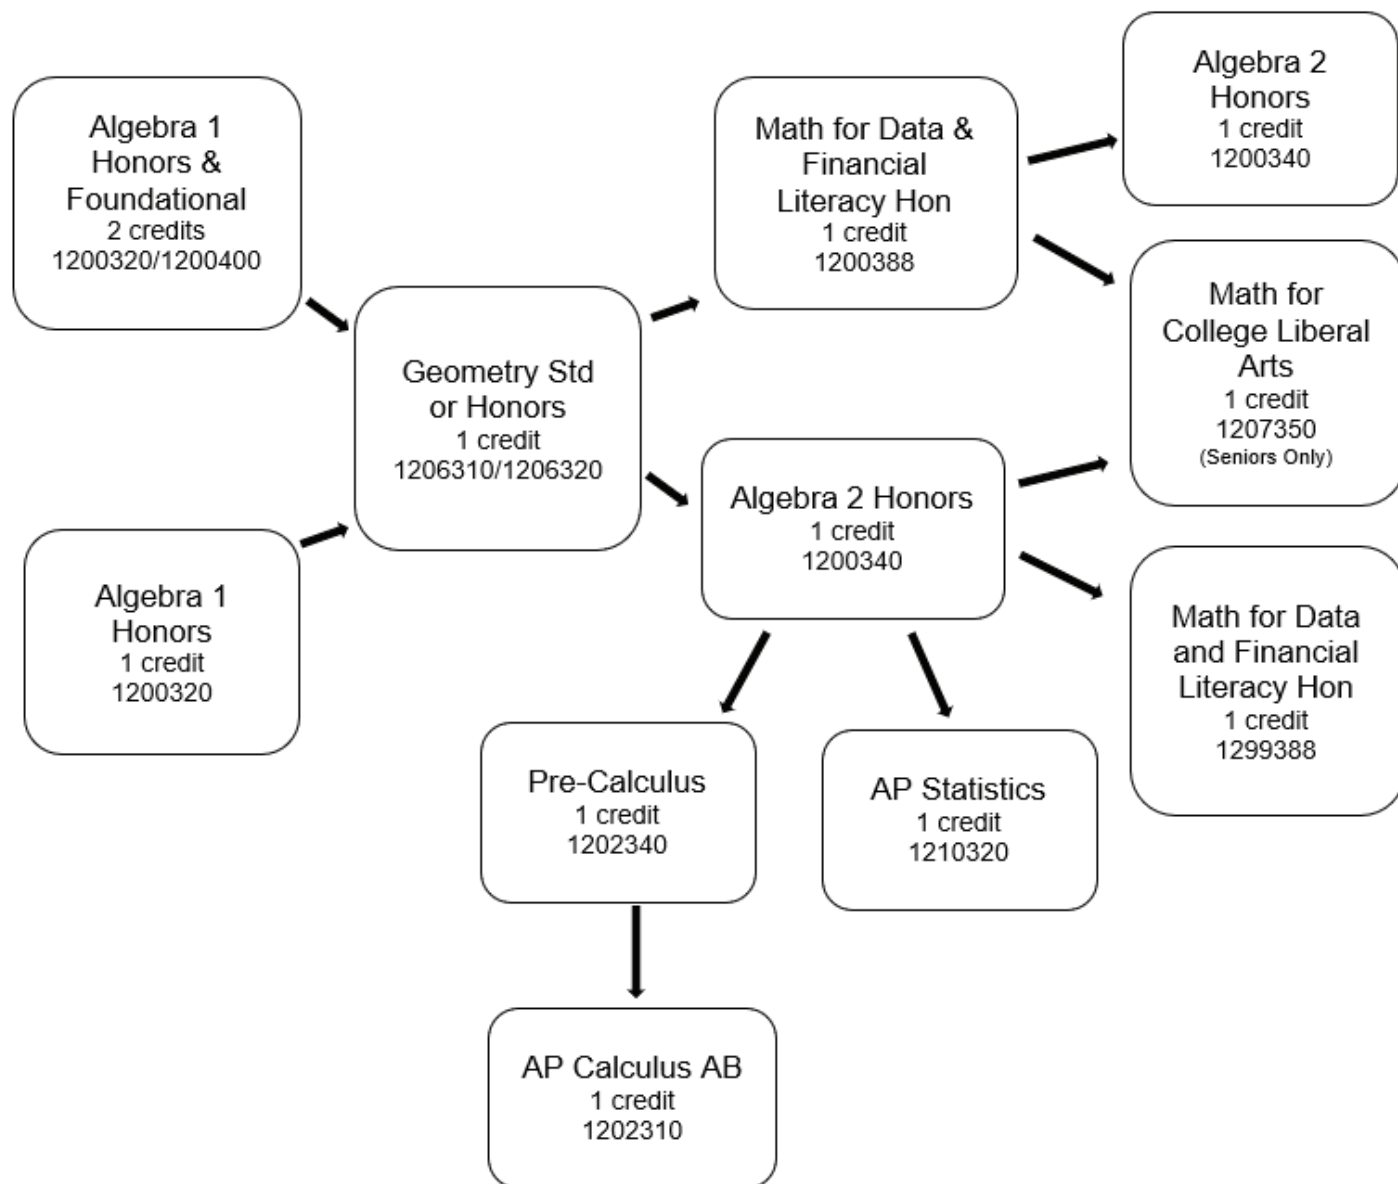 Algebra 1
Honors &
Foundational
2 credits
1200320/1200400
Algebra 1
Honors
1 credit
1200320
Geometry Std
or Honors
1 credit
1206310/1206320
Math for Data &
Financial
Literacy Hon
1 credit
1200388
Algebra 2 Honors
1 credit
1200340
Algebra 2
Honors
1 credit
1200340
Math for
College Liberal
Arts
1 credit
1207350
(Seniors Only)
Math for Data
and Financial
Literacy Hon
1 credit
1299388
Pre-Calculus
1 credit
1202340
AP Statistics
1 credit
1210320
AP Calculus AB
1 credit
1202310